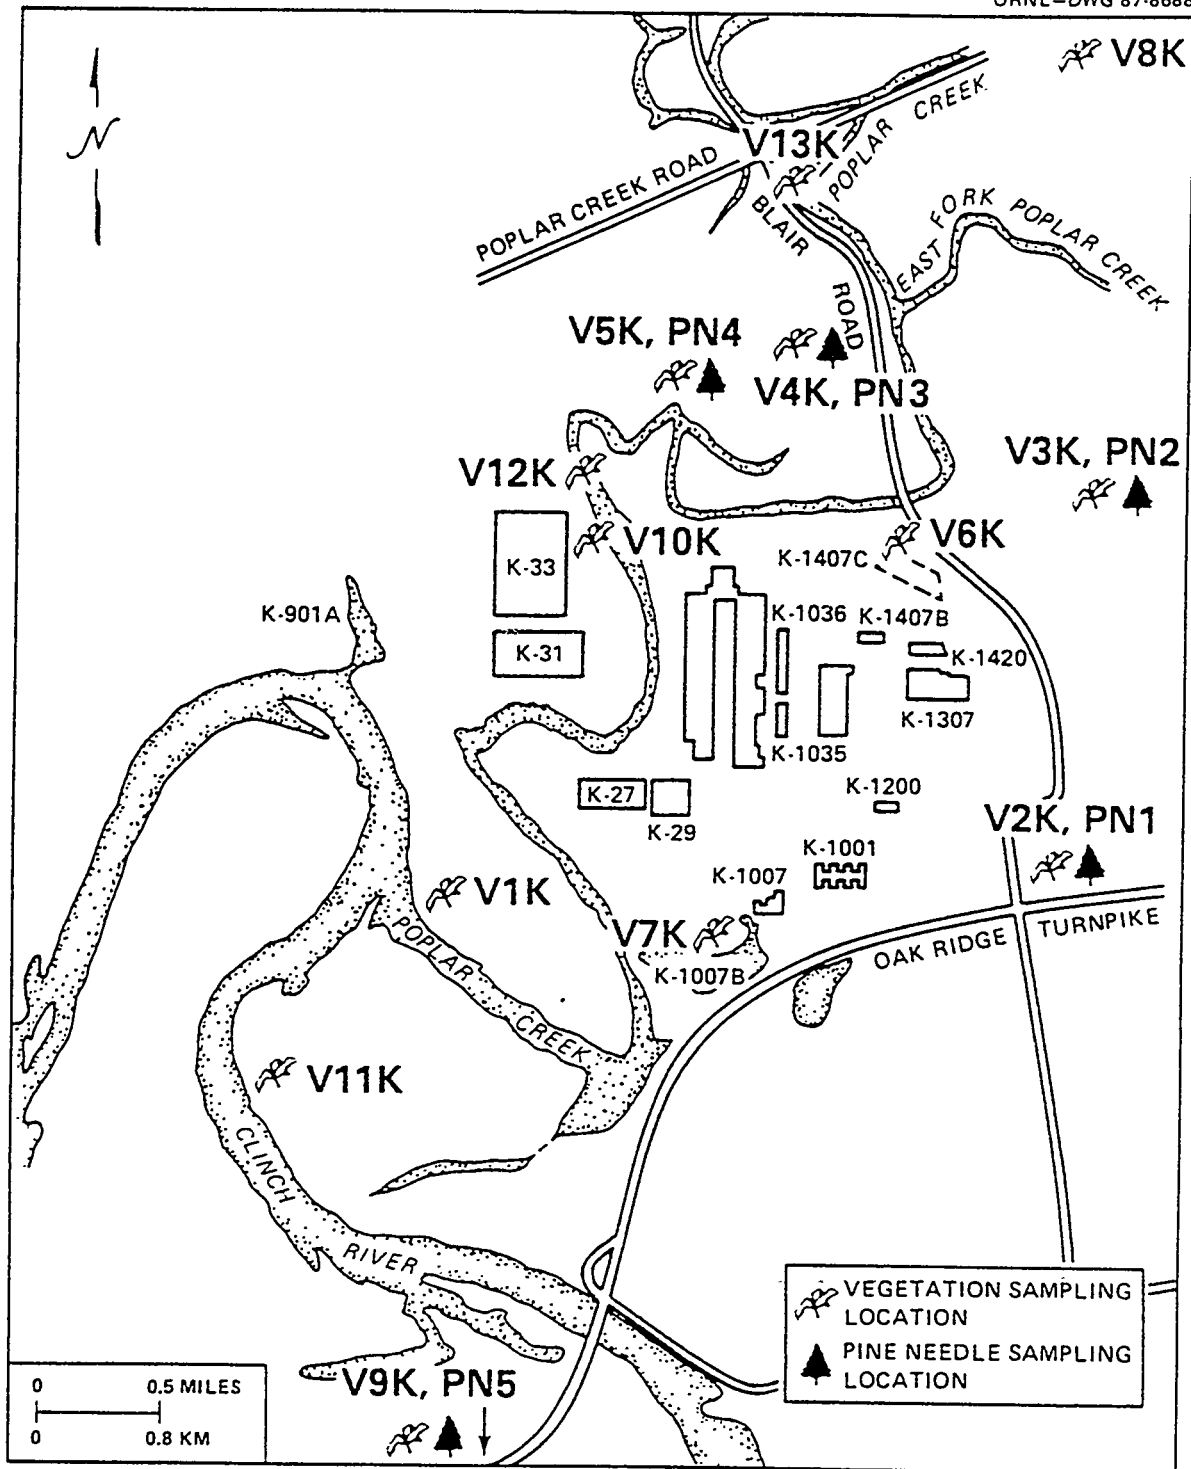 ORNL-DWG 87-8688
V8K
N
V13K
POPLAR CREEK
POPLAR CREEK ROAD
POPLAR CREEK
BLAIR
ROAD
EAST FORK POPLAR CREEK
V5K, PN4
V4K, PN3
V3K, PN2
V12K
V10K
V6K
K-1407C
K-33
K-901A
K-1036
K-1407B
K-31
K-1420
K-1307
K-1035
K-27
K-29
K-1200
V2K, PN1
K-1001
K-1007
V1K
V7K
K-1007B
OAK RIDGE TURNPIKE
POPLAR
CREEK
V11K
CLINCH
RIVER
VEGETATION SAMPLING
LOCATION
PINE NEEDLE SAMPLING
LOCATION
V9K, PN5
0 0.5 MILES
0 0.8 KM